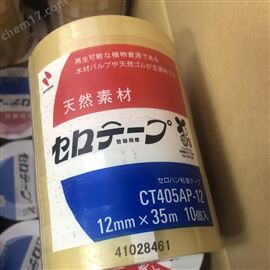 再生可能な植物資源である
木材パルプや天然ゴムが主原料です
天然素材
セロテープ
登録商標
セロハン粘着テープ
CT405AP-12
12mm×35m 10個入
41028461